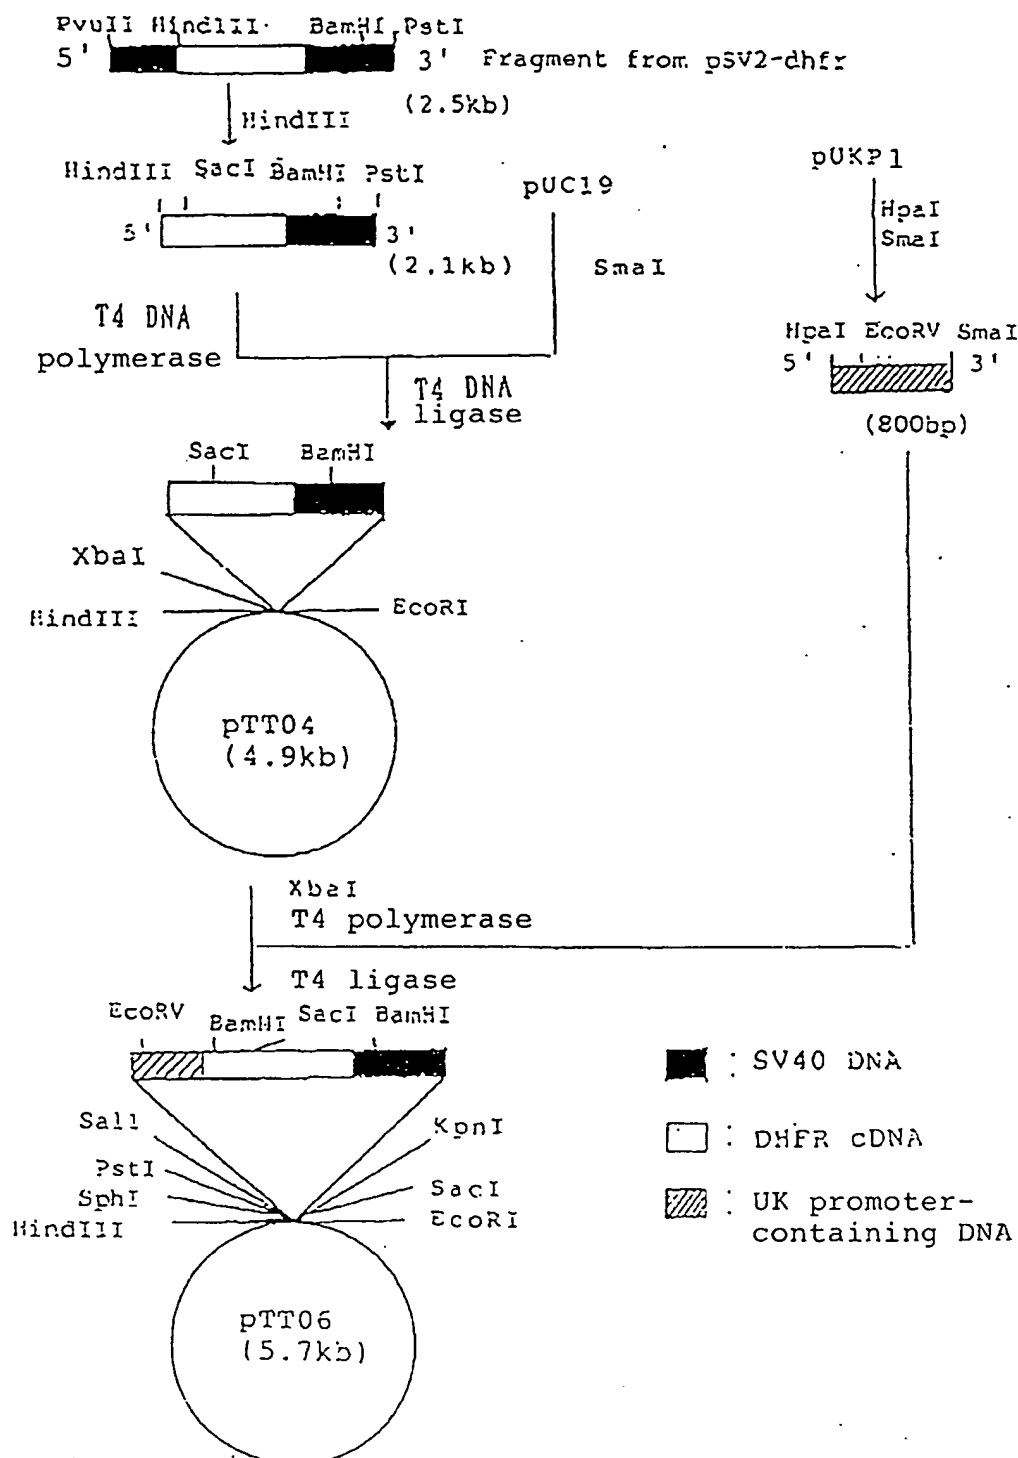 PvuII HindIII BamHI PstI
5' 3' Fragment from pSV2-dhfr
(2.5kb)
HindIII
HindIII SacI BamHI PstI
5' 3'
(2.1kb)
pUC19
SmaI
pUKP1
HpaI
SmaI
HpaI EcoRV SmaI
5' 3'
(800bp)
T4 DNA
polymerase
T4 DNA
ligase
SacI BamHI
XbaI
HindIII
EcoRI
pTT04
(4.9kb)
XbaI
T4 polymerase
T4 ligase
EcoRV BamHI SacI BamHI
SalI
PstI
SphI
HindIII
KpnI
SacI
EcoRI
pTT06
(5.7kb)
: SV40 DNA
: DHFR cDNA
: UK promoter-
containing DNA